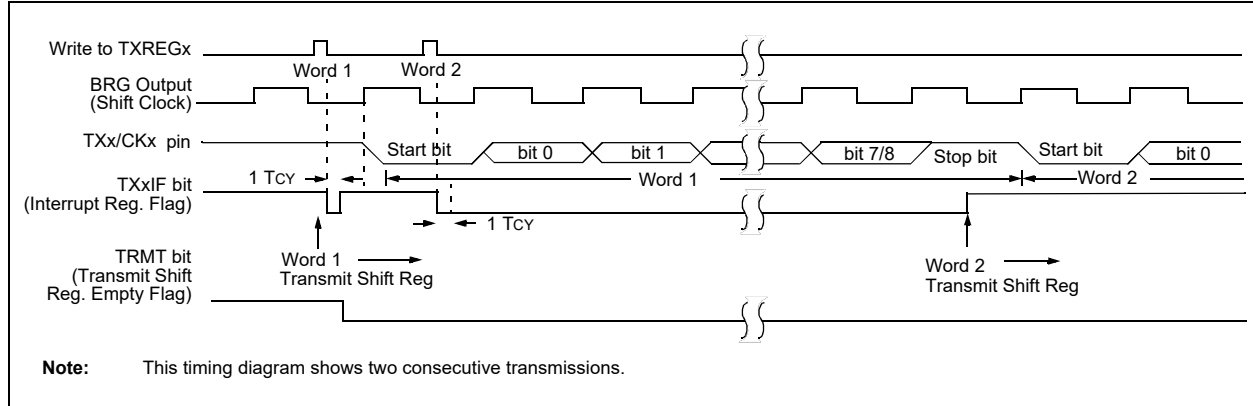 Write to TXREGx
Word 1
Word 2
BRG Output
(Shift Clock)
TXx/CKx pin
Start bit
bit 0
bit 1
bit 7/8
Stop bit
Start bit
bit 0
1 TCY
Word 1
Word 2
TXxIF bit
(Interrupt Reg. Flag)
1 TCY
Word 1
Transmit Shift Reg
Word 2
Transmit Shift Reg
TRMT bit
(Transmit Shift
Reg. Empty Flag)
Note: This timing diagram shows two consecutive transmissions.